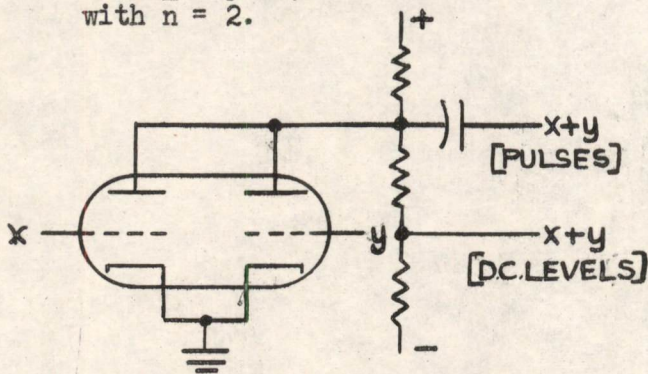 with n = 2.
+
x+y
[PULSES]
x
y
x+y
[D.C. LEVELS]
−